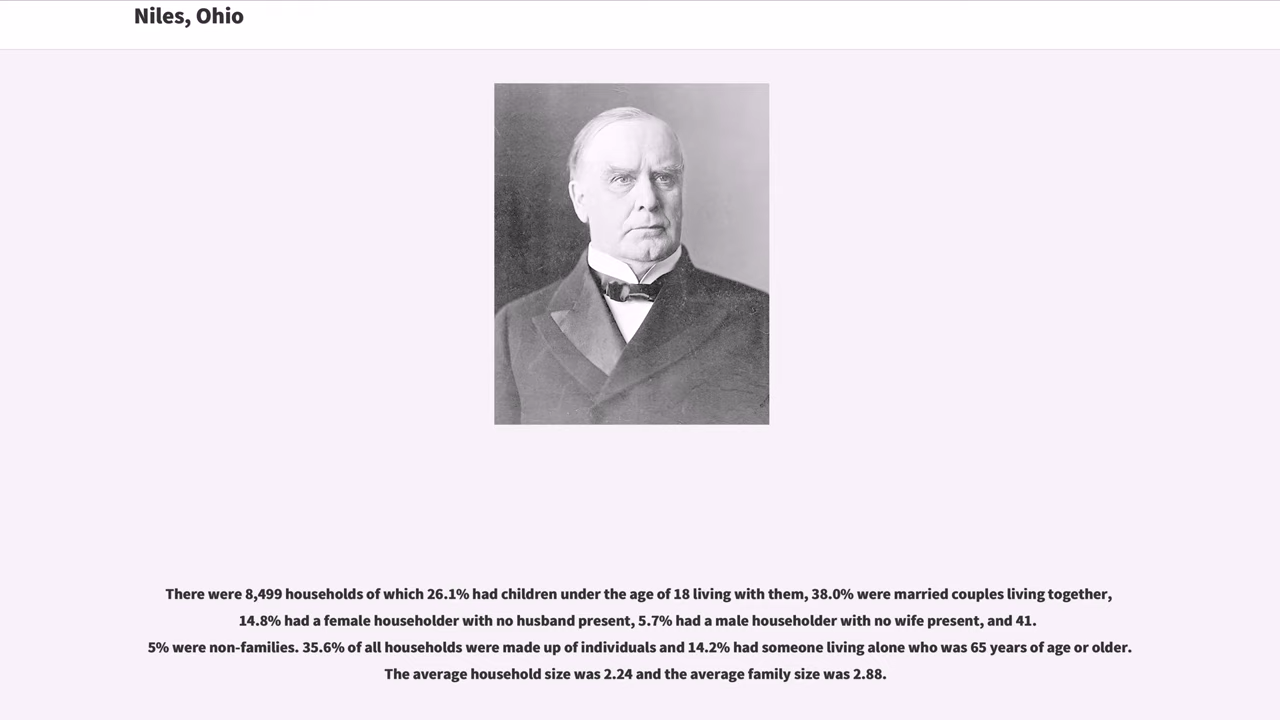 Niles, Ohio
There were 8,499 households of which 26.1% had children under the age of 18 living with them, 38.0% were married couples living together,
14.8% had a female householder with no husband present, 5.7% had a male householder with no wife present, and 41.
5% were non-families. 35.6% of all households were made up of individuals and 14.2% had someone living alone who was 65 years of age or older.
The average household size was 2.24 and the average family size was 2.88.